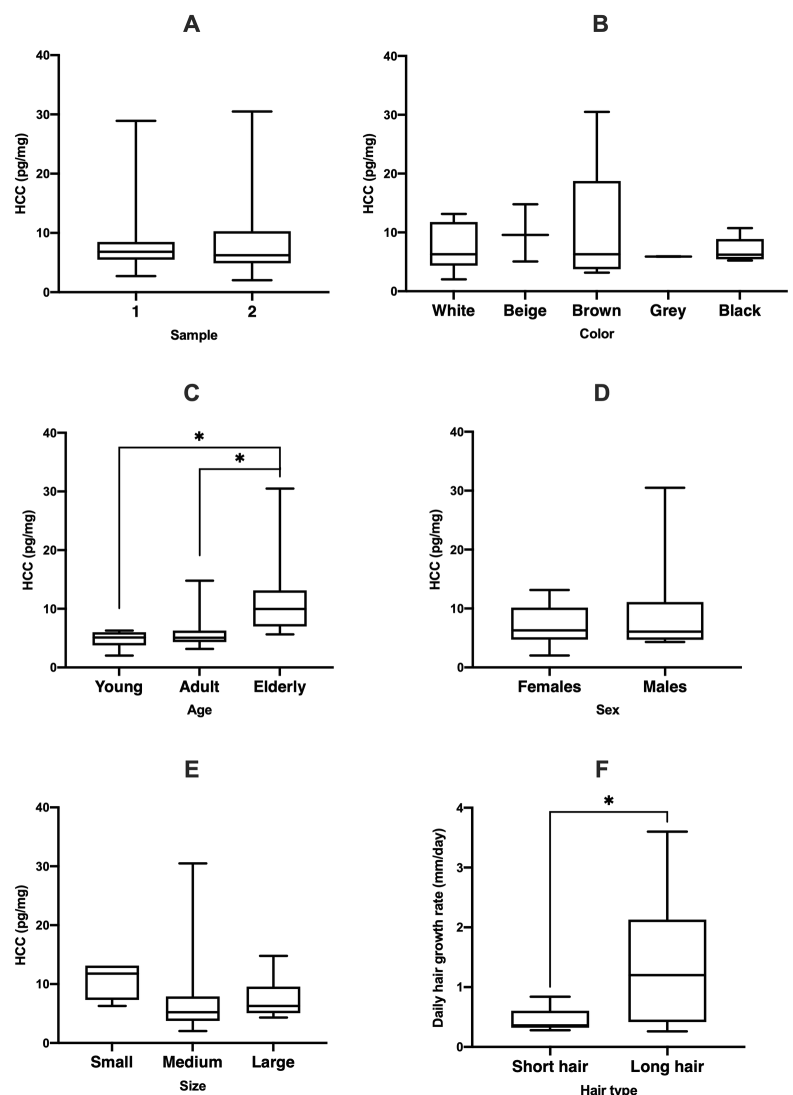 A
HCC (pg/mg)
40
30
20
10
0
1 2
Sample
B
HCC (pg/mg)
40
30
20
10
0
White Beige Brown Grey Black
Color
C
HCC (pg/mg)
40
30
20
10
0
*
*
Young Adult Elderly
Age
D
HCC (pg/mg)
40
30
20
10
0
Females Males
Sex
E
HCC (pg/mg)
40
30
20
10
0
Small Medium Large
Size
F
Daily hair growth rate (mm/day)
4
3
2
1
0
*
Short hair Long hair
Hair type